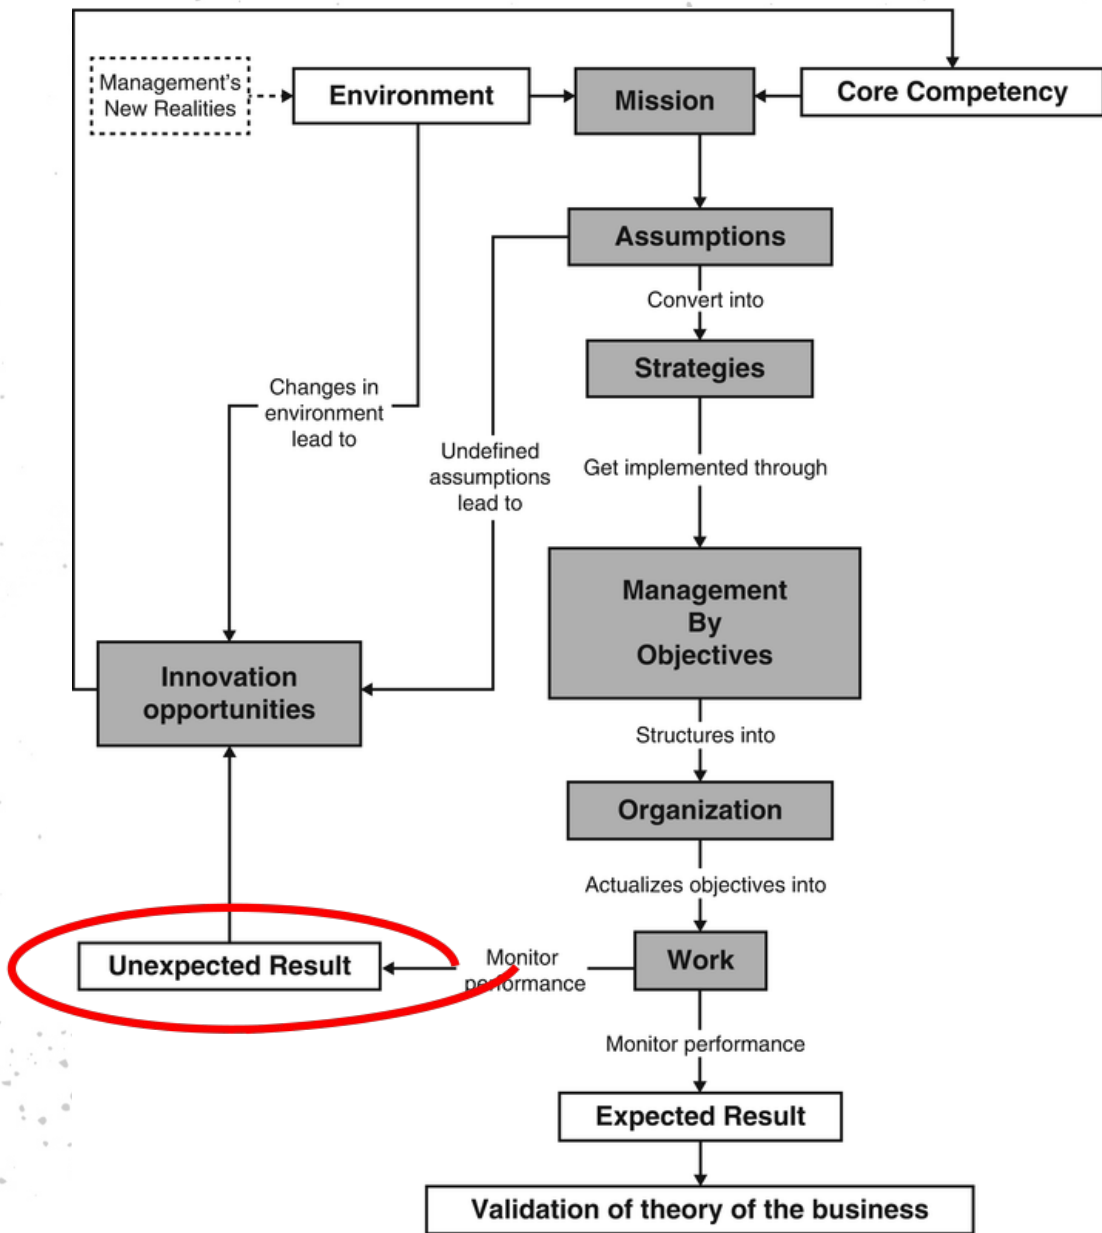 Management's
New Realities
Environment
Mission
Core Competency
Assumptions
Convert into
Strategies
Changes in
environment
lead to
Undefined
assumptions
lead to
Get implemented through
Management
By
Objectives
Innovation
opportunities
Structures into
Organization
Actualizes objectives into
Unexpected Result
Monitor
performance
Work
Monitor performance
Expected Result
Validation of theory of the business